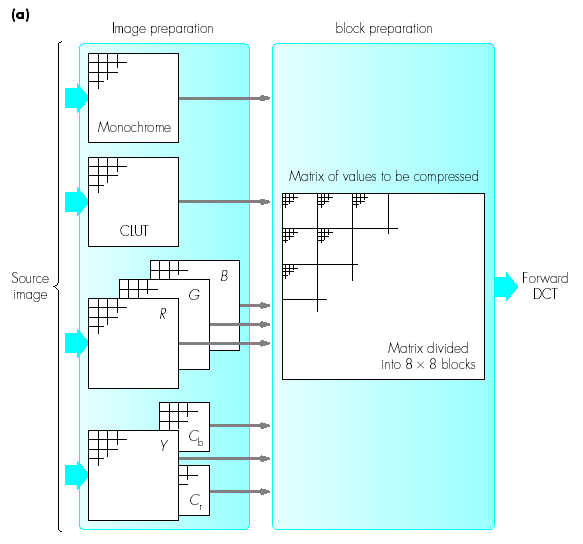 (a)
Image preparation
block preparation
Monochrome
CLUT
Matrix of values to be compressed
Source
image
B
G
R
Forward
DCT
Matrix divided
into 8 × 8 blocks
Y
Cb
Cr